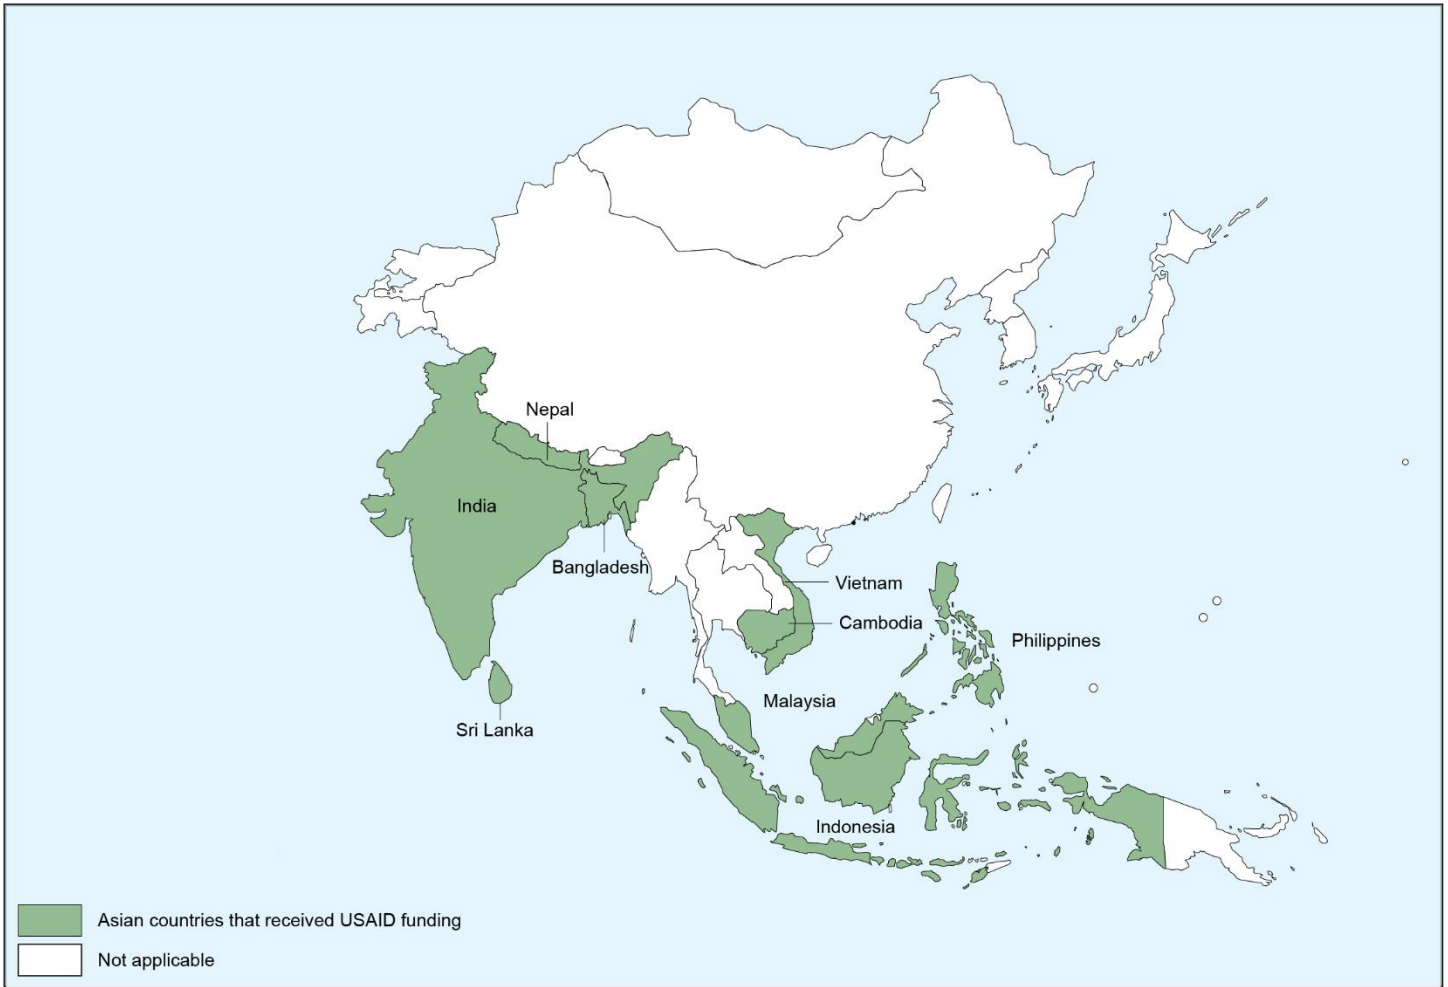 Nepal
India
Bangladesh
Vietnam
Cambodia
Philippines
Malaysia
Sri Lanka
Indonesia
Asian countries that received USAID funding
Not applicable